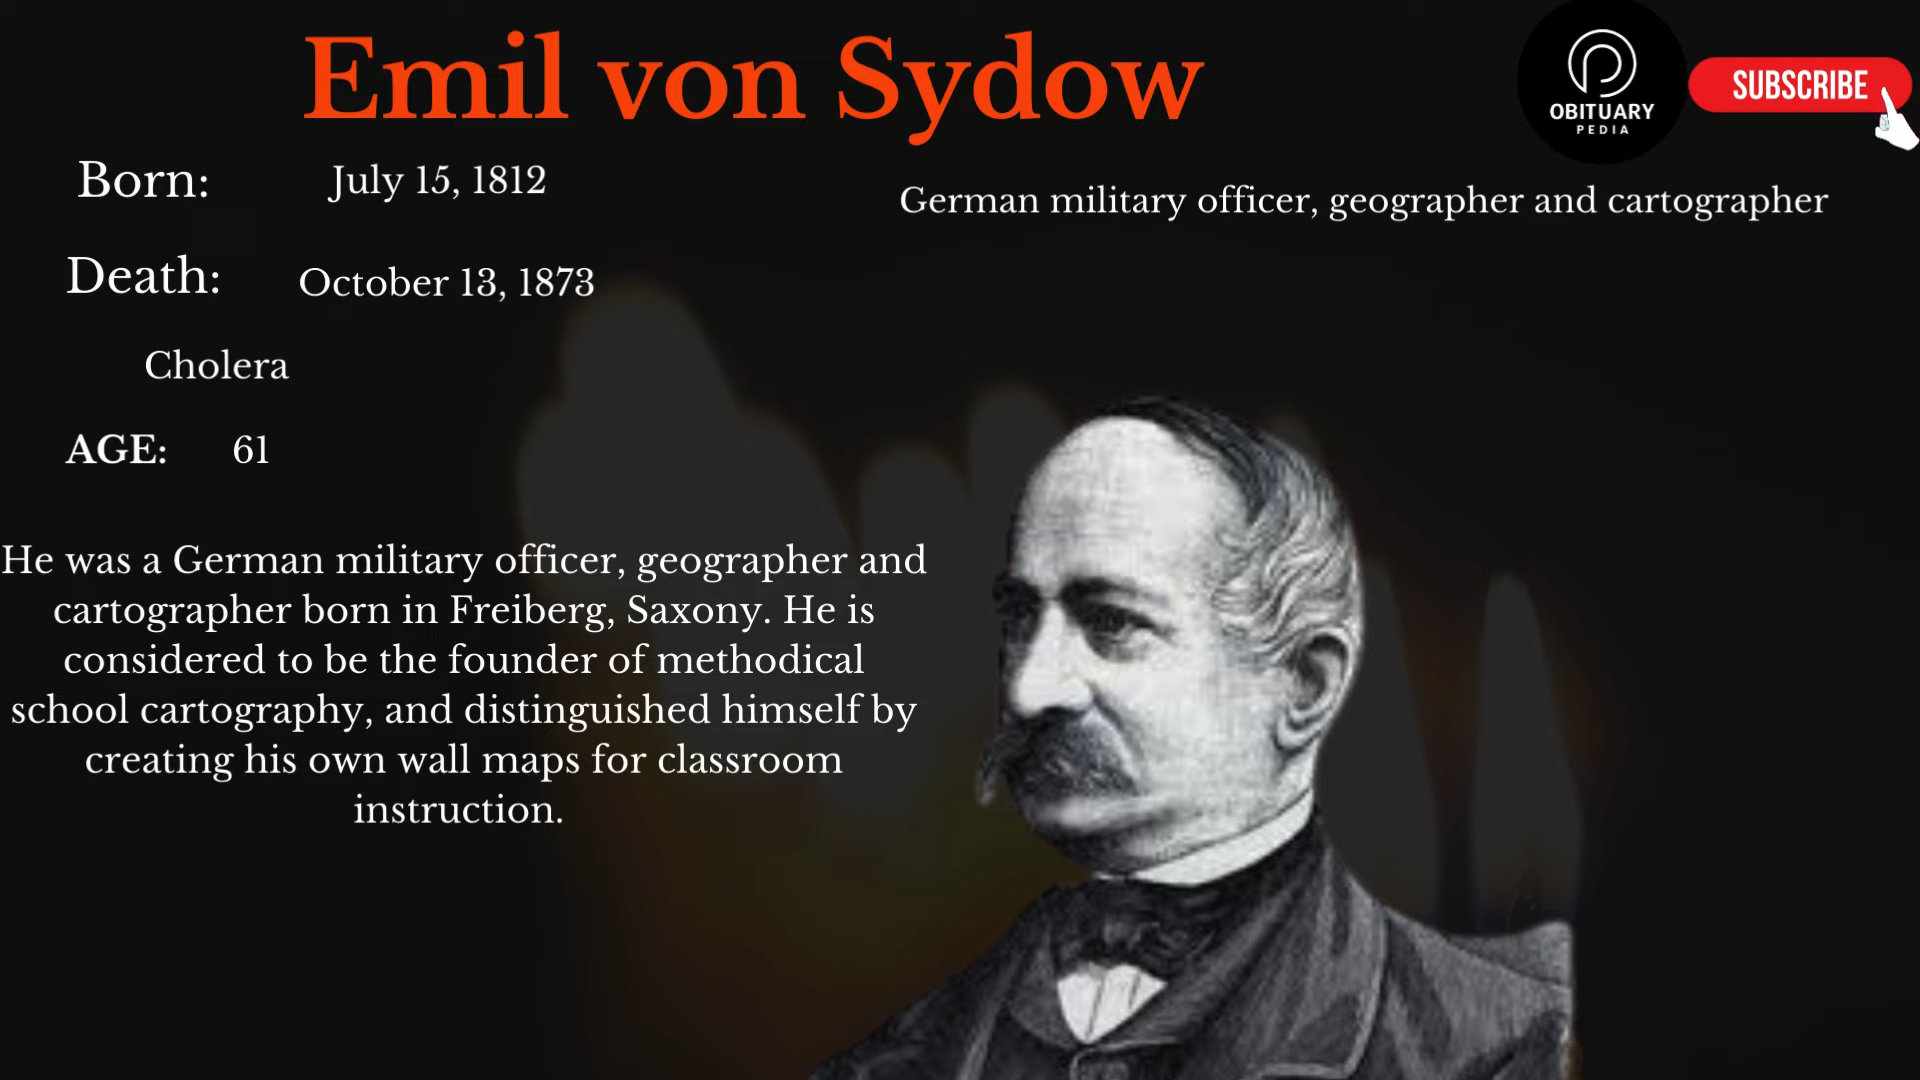 Emil von Sydow
OBITUARY
PEDIA
SUBSCRIBE
Born: July 15, 1812
German military officer, geographer and cartographer
Death: October 13, 1873
Cholera
AGE: 61
He was a German military officer, geographer and
cartographer born in Freiberg, Saxony. He is
considered to be the founder of methodical
school cartography, and distinguished himself by
creating his own wall maps for classroom
instruction.